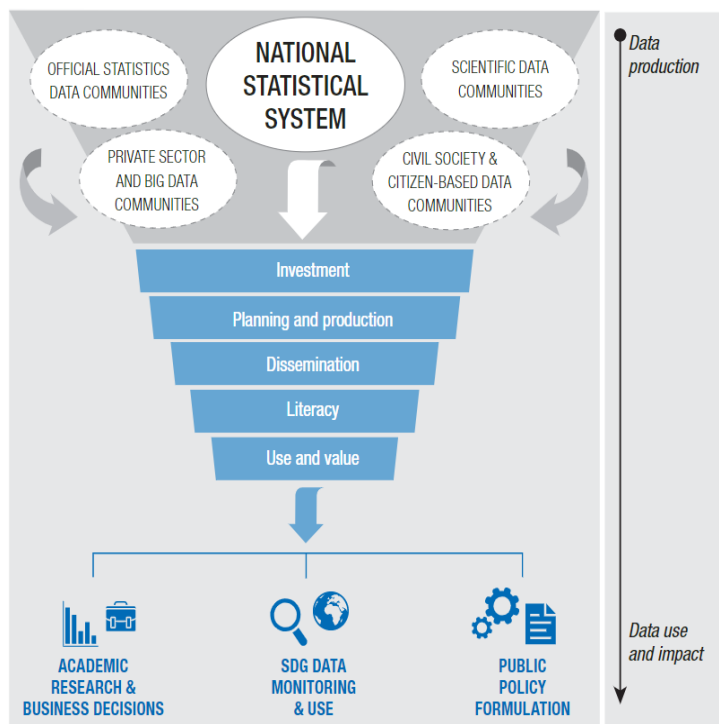 NATIONAL
STATISTICAL
SYSTEM
OFFICIAL STATISTICS
DATA COMMUNITIES
SCIENTIFIC DATA
COMMUNITIES
PRIVATE SECTOR
AND BIG DATA
COMMUNITIES
CIVIL SOCIETY &
CITIZEN-BASED DATA
COMMUNITIES
Data
production
Investment
Planning and production
Dissemination
Literacy
Use and value
ACADEMIC
RESEARCH &
BUSINESS DECISIONS
SDG DATA
MONITORING
& USE
PUBLIC
POLICY
FORMULATION
Data use
and impact